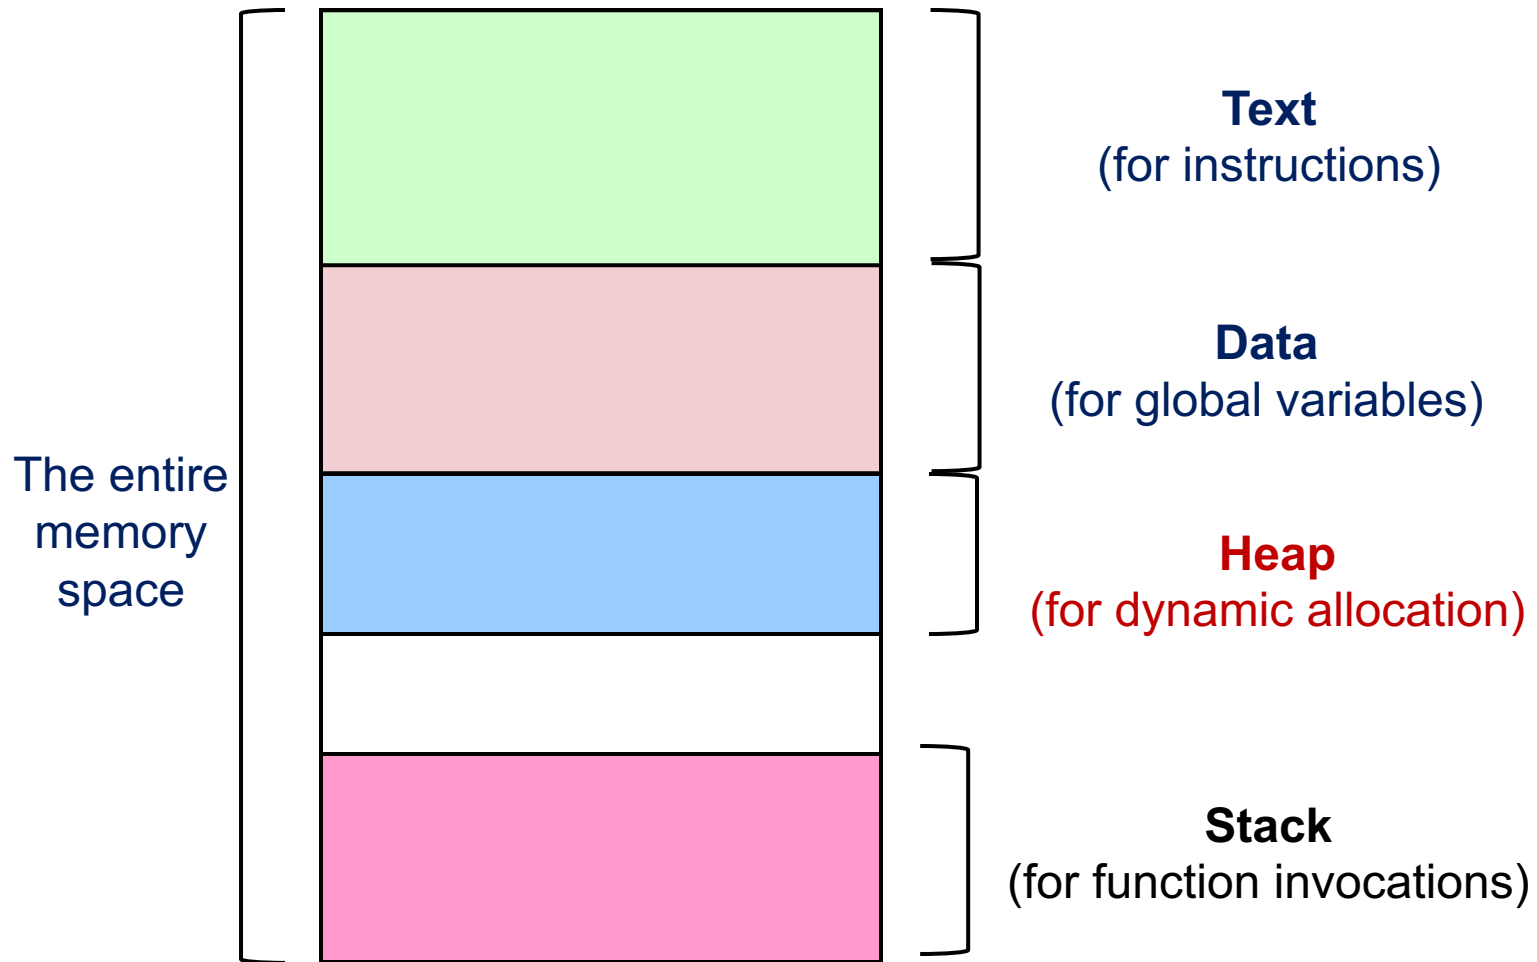 Text
(for instructions)
Data
(for global variables)
The entire
memory
space
Heap
(for dynamic allocation)
Stack
(for function invocations)